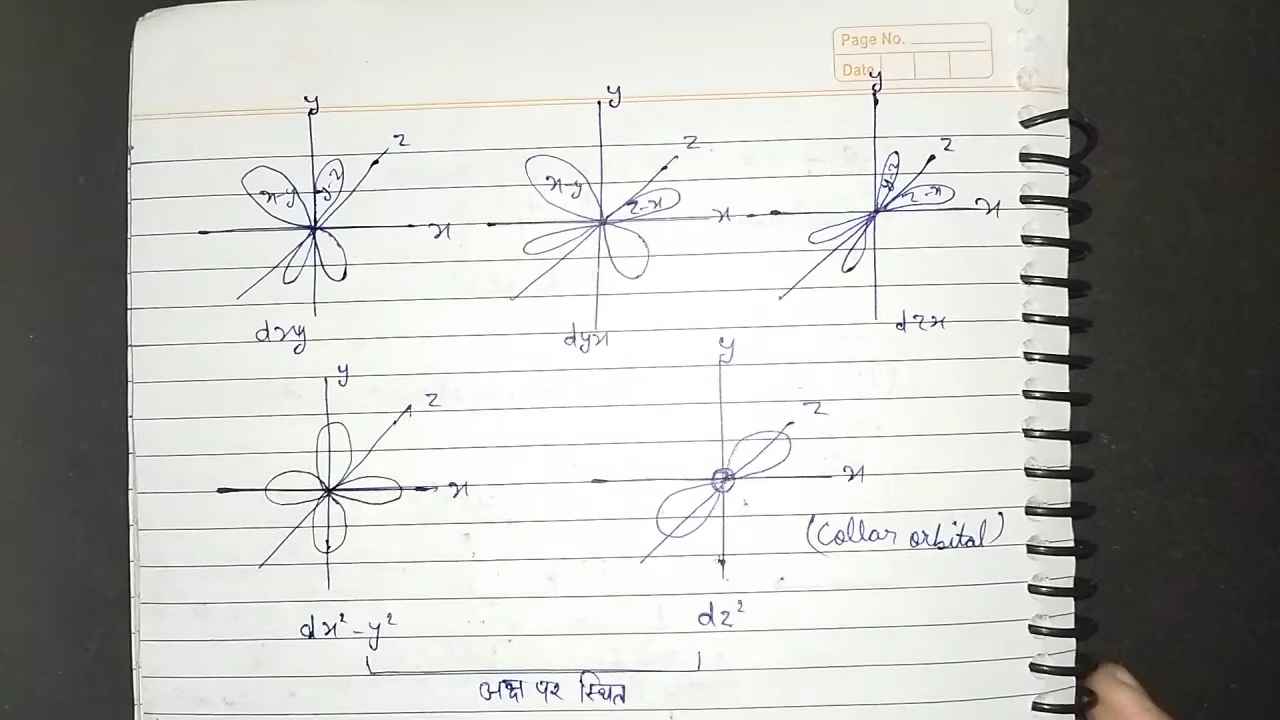 Page No.
Date
y
z
x-y
y-z
x
dxy
y
z
x-y
z-x
x
dyx
y
z
y-z
z-x
x
dzx
y
z
x
dx²-y²
y
z
x
(Collar orbital)
dz²
अक्ष पर स्थित